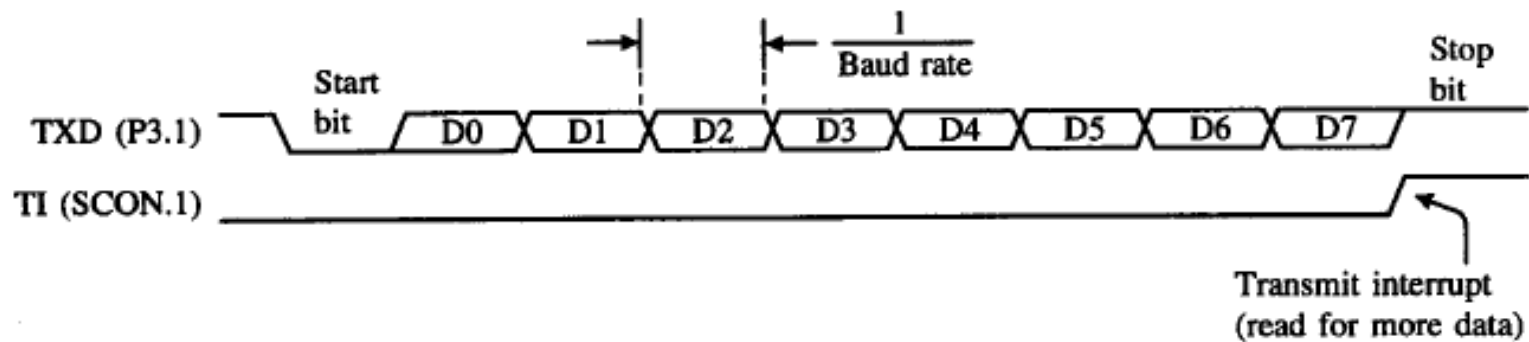 1
Baud rate
Start
bit
Stop
bit
TXD (P3.1)
D0 D1 D2 D3 D4 D5 D6 D7
TI (SCON.1)
Transmit interrupt
(read for more data)